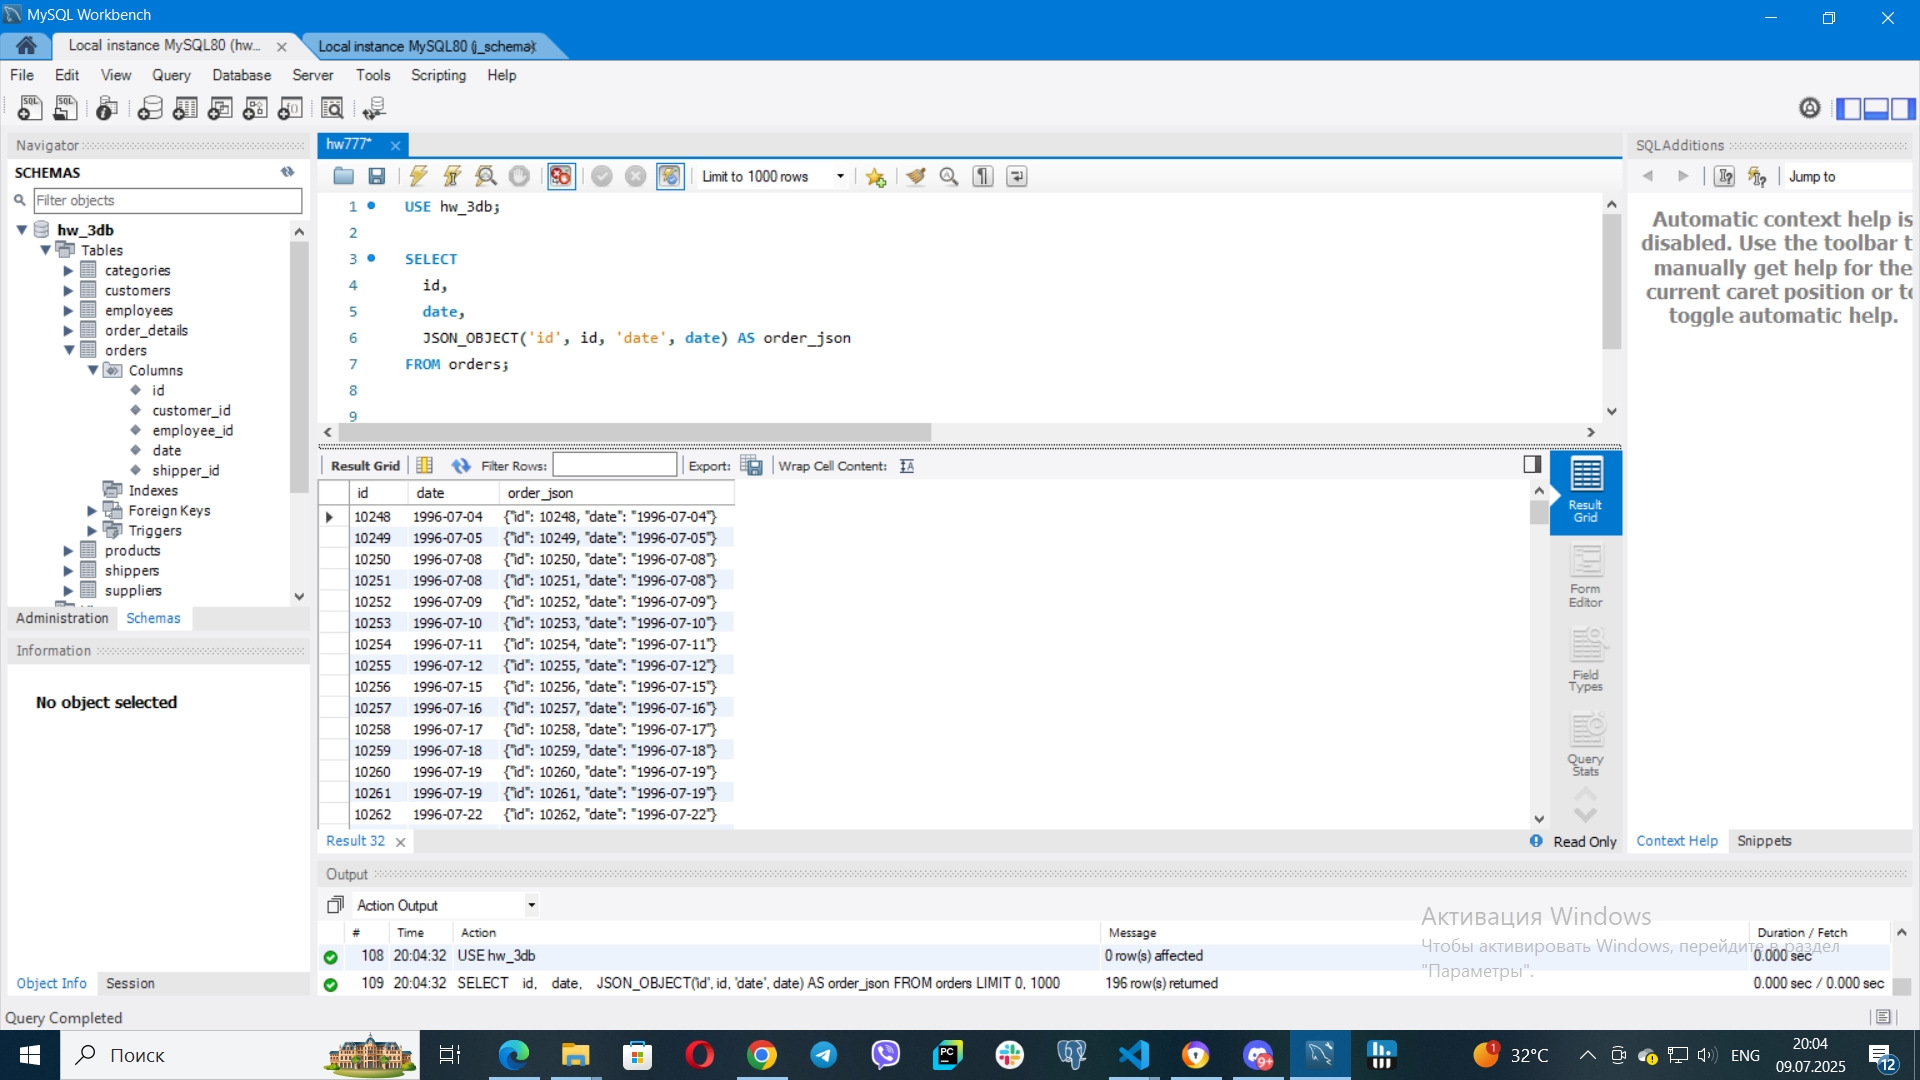 MySQL Workbench
Local instance MySQL80 (hw...
Local instance MySQL80 (j_schema)
File Edit View Query Database Server Tools Scripting Help
Navigator
SCHEMAS
Filter objects
hw_3db
Tables
categories
customers
employees
order_details
orders
Columns
id
customer_id
employee_id
date
shipper_id
Indexes
Foreign Keys
Triggers
products
shippers
suppliers
Administration Schemas
Information
No object selected
Object Info Session
hw777*
Limit to 1000 rows
1 USE hw_3db;
2
3 SELECT
4 id,
5 date,
6 JSON_OBJECT('id', id, 'date', date) AS order_json
7 FROM orders;
8
9
Result Grid Filter Rows: Export: Wrap Cell Content:
id date order_json
10248 1996-07-04 {"id": 10248, "date": "1996-07-04"}
10249 1996-07-05 {"id": 10249, "date": "1996-07-05"}
10250 1996-07-08 {"id": 10250, "date": "1996-07-08"}
10251 1996-07-08 {"id": 10251, "date": "1996-07-08"}
10252 1996-07-09 {"id": 10252, "date": "1996-07-09"}
10253 1996-07-10 {"id": 10253, "date": "1996-07-10"}
10254 1996-07-11 {"id": 10254, "date": "1996-07-11"}
10255 1996-07-12 {"id": 10255, "date": "1996-07-12"}
10256 1996-07-15 {"id": 10256, "date": "1996-07-15"}
10257 1996-07-16 {"id": 10257, "date": "1996-07-16"}
10258 1996-07-17 {"id": 10258, "date": "1996-07-17"}
10259 1996-07-18 {"id": 10259, "date": "1996-07-18"}
10260 1996-07-19 {"id": 10260, "date": "1996-07-19"}
10261 1996-07-19 {"id": 10261, "date": "1996-07-19"}
10262 1996-07-22 {"id": 10262, "date": "1996-07-22"}
Result
Grid
Form
Editor
Field
Types
Query
Stats
Result 32
Read Only
SQLAdditions
Jump to
Automatic context help is
disabled. Use the toolbar t
manually get help for the
current caret position or to
toggle automatic help.
Context Help Snippets
Output
Action Output
# Time Action Message Duration / Fetch
108 20:04:32 USE hw_3db 0 row(s) affected 0.000 sec
109 20:04:32 SELECT id, date, JSON_OBJECT('id', id, 'date', date) AS order_json FROM orders LIMIT 0, 1000 196 row(s) returned 0.000 sec / 0.000 sec
Активация Windows
Чтобы активировать Windows, перейдите в раздел
"Параметры".
Query Completed
Поиск
PC
9+
1
32°C
ENG
20:04
09.07.2025
12